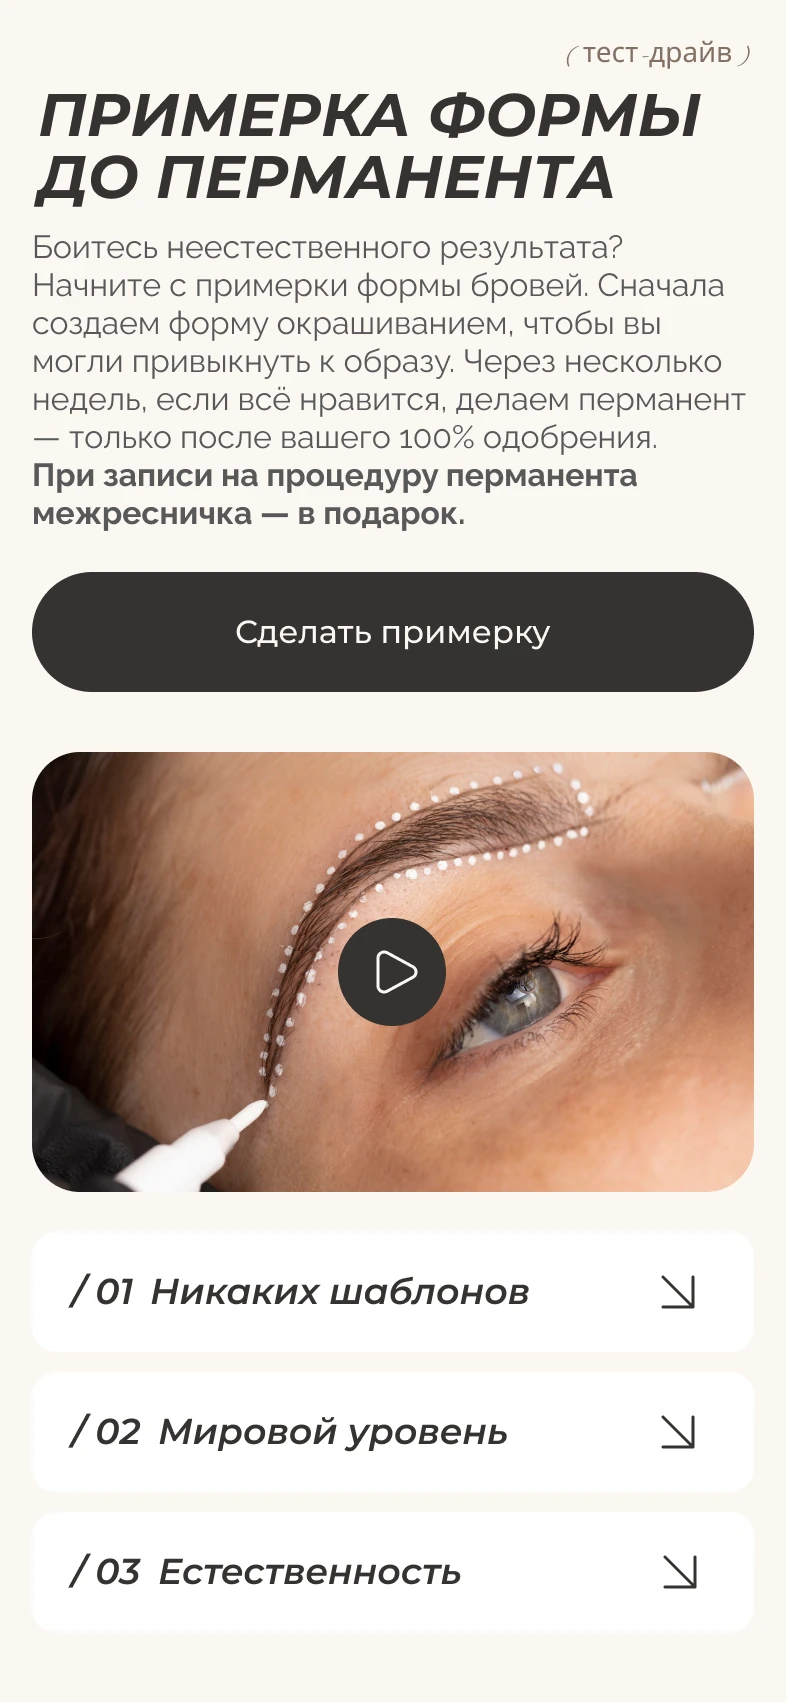 ( тест-драйв )
ПРИМЕРКА ФОРМЫ
ДО ПЕРМАНЕНТА
Боитесь неестественного результата?
Начните с примерки формы бровей. Сначала
создаем форму окрашиванием, чтобы вы
могли привыкнуть к образу. Через несколько
недель, если всё нравится, делаем перманент
— только после вашего 100% одобрения.
При записи на процедуру перманента
межресничка — в подарок.
Сделать примерку
/ 01 Никаких шаблонов
/ 02 Мировой уровень
/ 03 Естественность